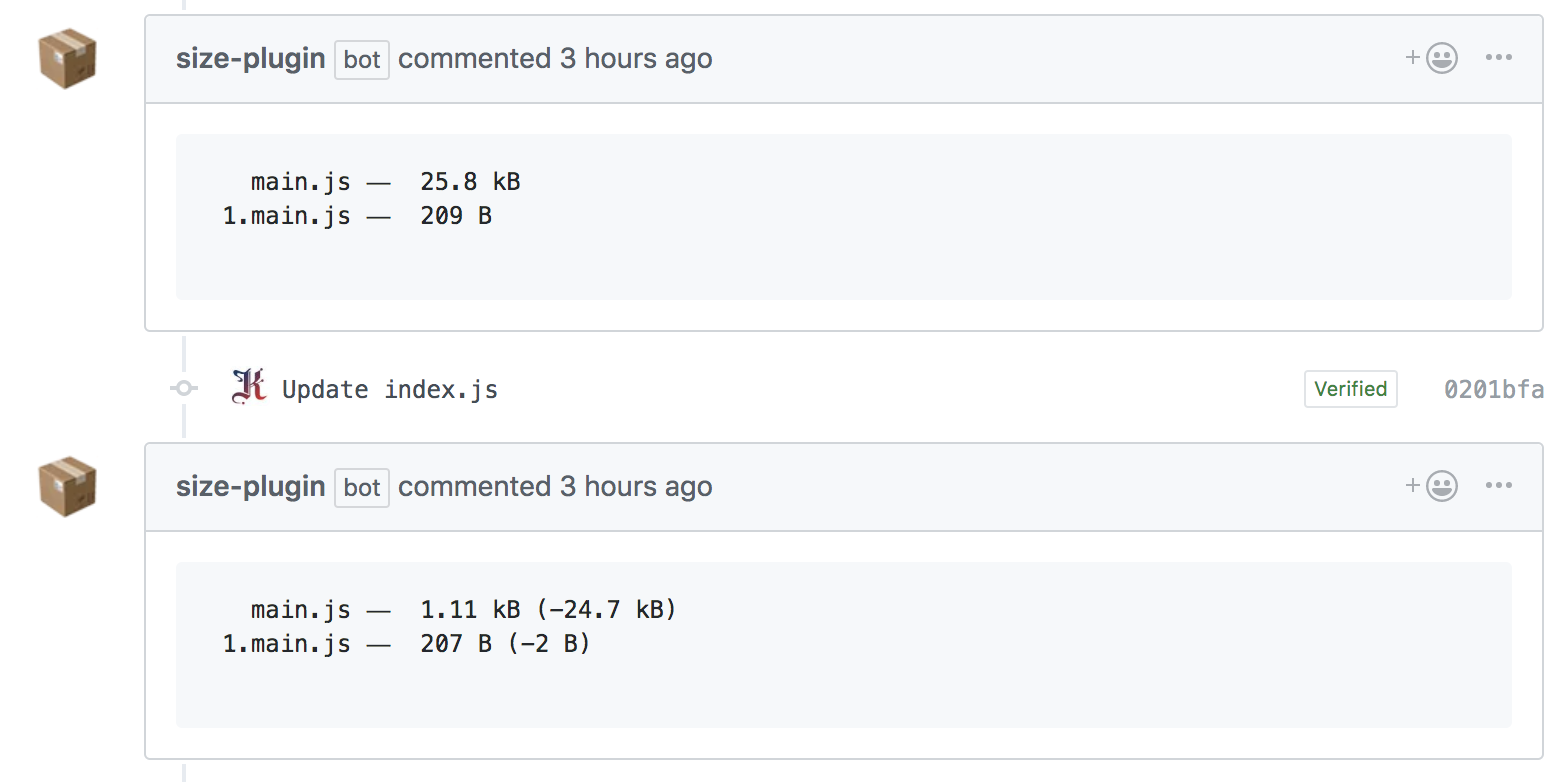 size-plugin bot commented 3 hours ago
main.js — 25.8 kB
1.main.js — 209 B
K Update index.js Verified 0201bfa
size-plugin bot commented 3 hours ago
main.js — 1.11 kB (-24.7 kB)
1.main.js — 207 B (-2 B)